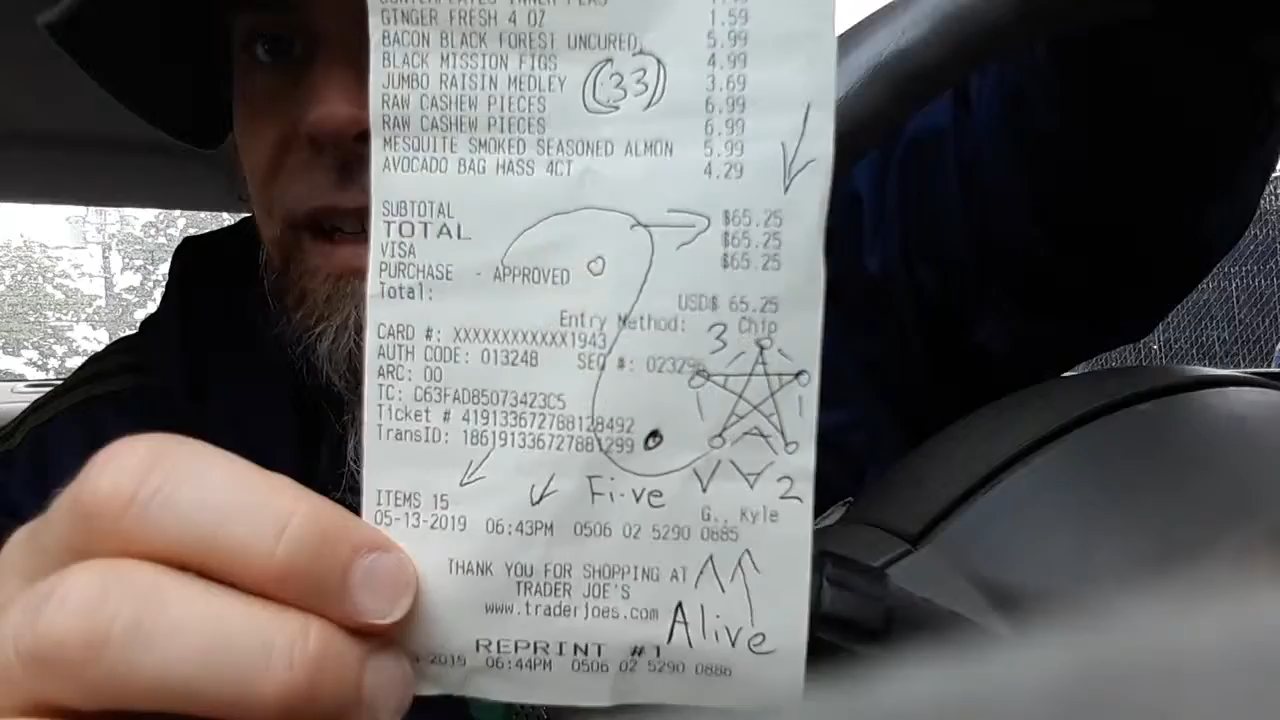 GINGER FRESH 4 OZ 1.59
BACON BLACK FOREST UNCURED 5.99
BLACK MISSION FIGS 4.99
JUMBO RAISIN MEDLEY 3.69
(33)
RAW CASHEW PIECES 6.99
RAW CASHEW PIECES 6.99
MESQUITE SMOKED SEASONED ALMON 5.99
AVOCADO BAG HASS 4CT 4.29
SUBTOTAL $65.25
TOTAL $65.25
VISA $65.25
PURCHASE - APPROVED
Total: USD$ 65.25
Entry Method: Chip
3
CARD #: XXXXXXXXXXXX1943
AUTH CODE: 013248 SEQ #: 023296
ARC: 00
TC: C63FAD85073423C5
Ticket # 419133672788128492
TransID: 186191336727881299
Fi-ve V V 2
ITEMS 15 G., Kyle
05-13-2019 06:43PM 0506 02 5290 0885
THANK YOU FOR SHOPPING AT
TRADER JOE'S
www.traderjoes.com
Alive
REPRINT #1
2019 06:44PM 0506 02 5290 0886